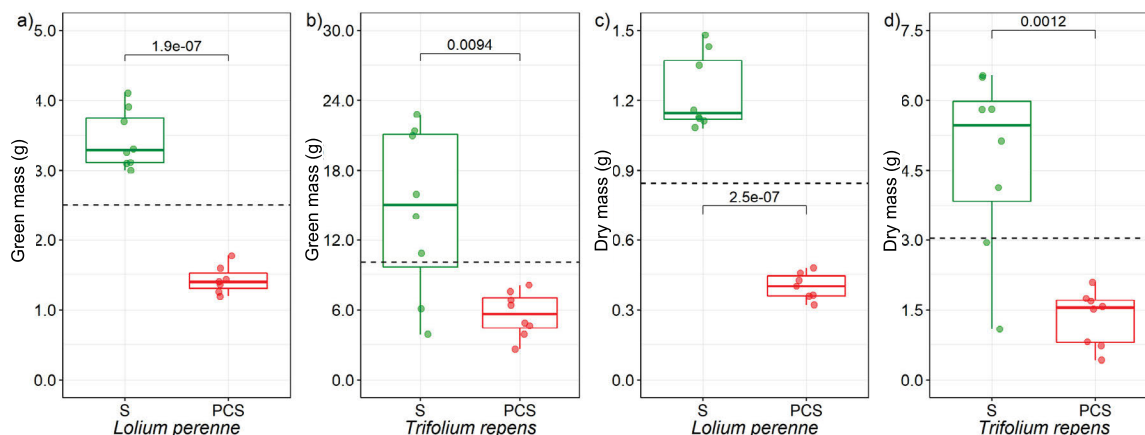 a)
5.0
4.0
3.0
2.0
1.0
0.0
Green mass (g)
1.9e-07
S PCS
Lolium perenne
b)
30.0
24.0
18.0
12.0
6.0
0.0
Green mass (g)
0.0094
S PCS
Trifolium repens
c)
1.5
1.2
0.9
0.6
0.3
0.0
Dry mass (g)
2.5e-07
S PCS
Lolium perenne
d)
7.5
6.0
4.5
3.0
1.5
0.0
Dry mass (g)
0.0012
S PCS
Trifolium repens